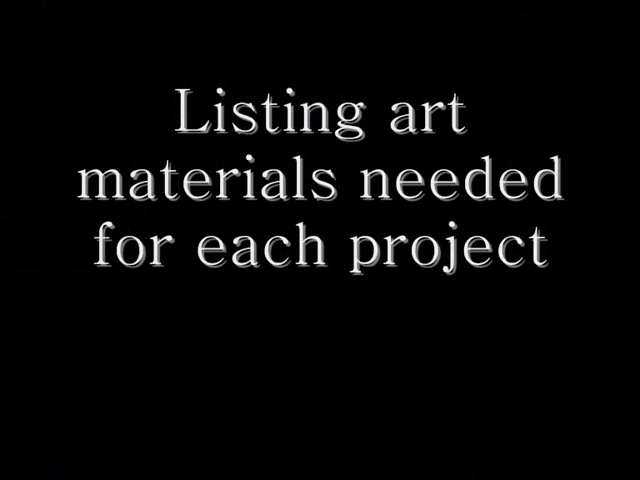 Listing art
materials needed
for each project